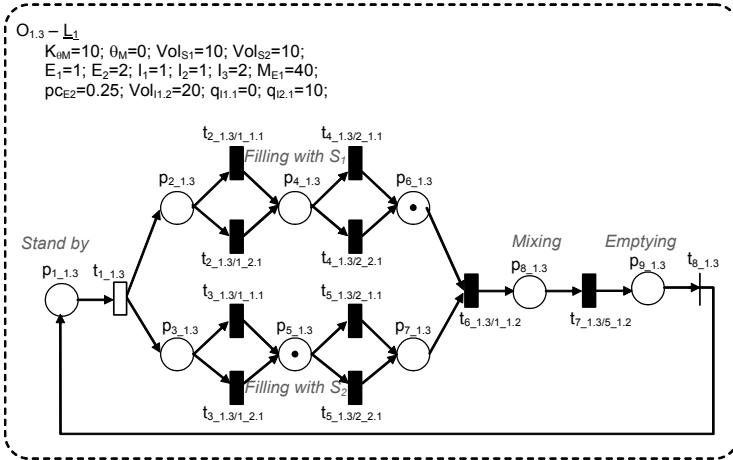 O1.3 – L1
KθM=10; θM=0; VolS1=10; VolS2=10;
E1=1; E2=2; I1=1; I2=1; I3=2; ME1=40;
pcE2=0.25; VolI1.2=20; qI1.1=0; qI2.1=10;
t2_1.3/1_1.1 t4_1.3/2_1.1
Filling with S1
p2_1.3 p4_1.3 p6_1.3
Stand by
t2_1.3/1_2.1 t4_1.3/2_2.1
Mixing Emptying
p1_1.3 t1_1.3 p8_1.3 p9_1.3 t8_1.3
t3_1.3/1_1.1 t5_1.3/2_1.1
t6_1.3/1_1.2 t7_1.3/5_1.2
p3_1.3 p5_1.3 p7_1.3
Filling with S2
t3_1.3/1_2.1 t5_1.3/2_2.1